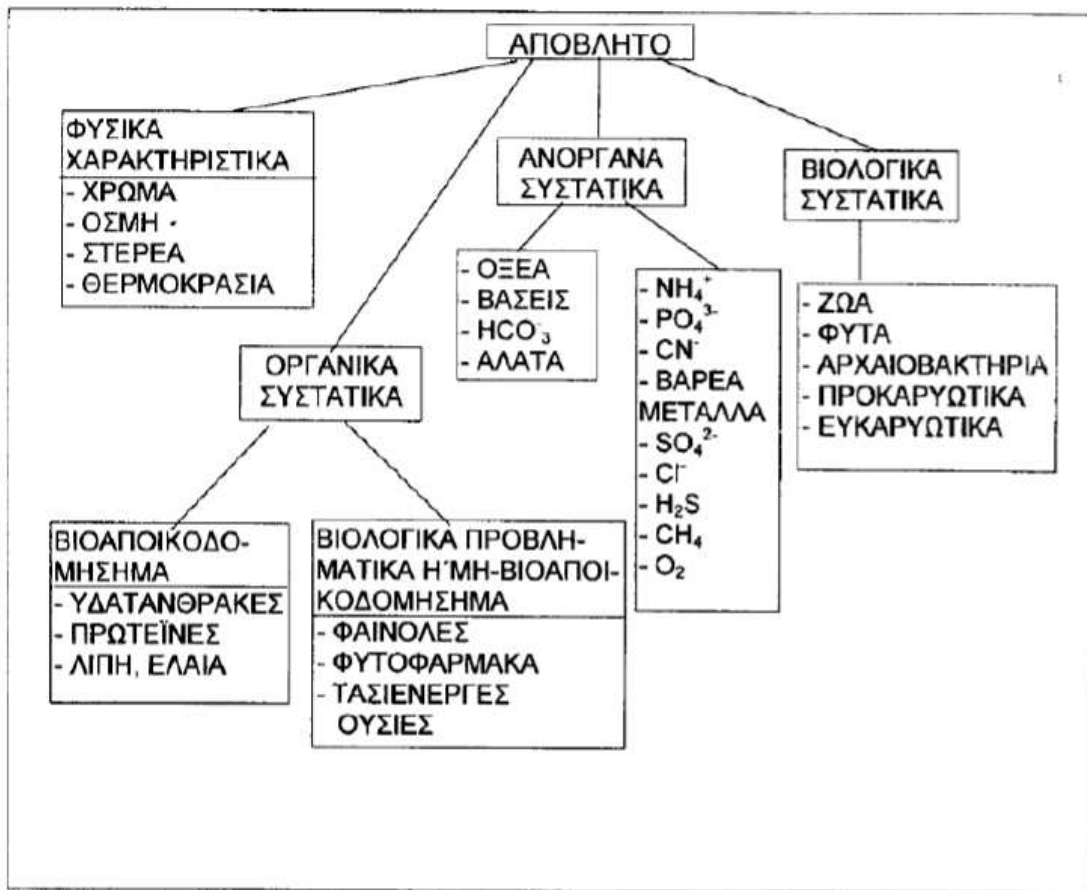 ΑΠΟΒΛΗΤΟ
ΦΥΣΙΚΑ
ΧΑΡΑΚΤΗΡΙΣΤΙΚΑ
- ΧΡΩΜΑ
- ΟΣΜΗ
- ΣΤΕΡΕΑ
- ΘΕΡΜΟΚΡΑΣΙΑ
ΟΡΓΑΝΙΚΑ
ΣΥΣΤΑΤΙΚΑ
ΒΙΟΑΠΟΙΚΟΔΟ-
ΜΗΣΗΜΑ
- ΥΔΑΤΑΝΘΡΑΚΕΣ
- ΠΡΩΤΕΪΝΕΣ
- ΛΙΠΗ, ΕΛΑΙΑ
ΒΙΟΛΟΓΙΚΑ ΠΡΟΒΛΗ-
ΜΑΤΙΚΑ Η΄ΜΗ-ΒΙΟΑΠΟΙ-
ΚΟΔΟΜΗΣΗΜΑ
- ΦΑΙΝΟΛΕΣ
- ΦΥΤΟΦΑΡΜΑΚΑ
- ΤΑΣΙΕΝΕΡΓΕΣ
ΟΥΣΙΕΣ
ΑΝΟΡΓΑΝΑ
ΣΥΣΤΑΤΙΚΑ
- ΟΞΕΑ
- ΒΑΣΕΙΣ
- HCO⁻₃
- ΑΛΑΤΑ
- NH₄⁺
- PO₄³⁻
- CN⁻
- ΒΑΡΕΑ
ΜΕΤΑΛΛΑ
- SO₄²⁻
- Cl⁻
- H₂S
- CH₄
- O₂
ΒΙΟΛΟΓΙΚΑ
ΣΥΣΤΑΤΙΚΑ
- ΖΩΑ
- ΦΥΤΑ
- ΑΡΧΑΙΟΒΑΚΤΗΡΙΑ
- ΠΡΟΚΑΡΥΩΤΙΚΑ
- ΕΥΚΑΡΥΩΤΙΚΑ